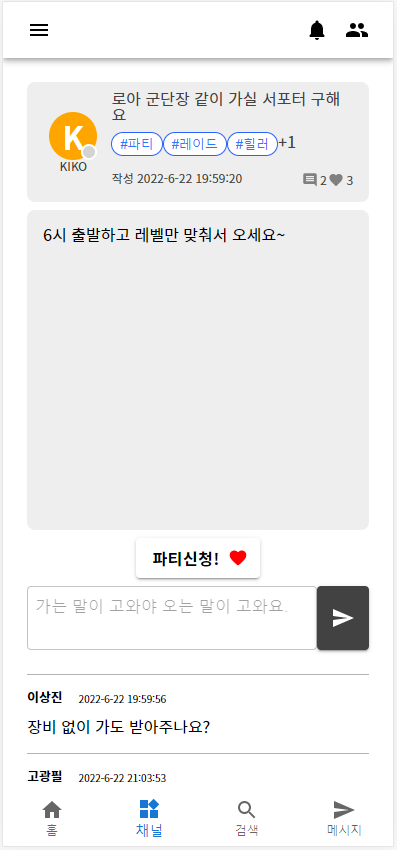 로아 군단장 같이 가실 서포터 구해
요
K
KIKO
#파티 #레이드 #힐러 +1
작성 2022-6-22 19:59:20 2 3
6시 출발하고 레벨만 맞춰서 오세요~
파티신청!
가는 말이 고와야 오는 말이 고와요.
이상진 2022-6-22 19:59:56
장비 없이 가도 받아주나요?
고광필 2022-6-22 21:03:53
홈 채널 검색 메시지